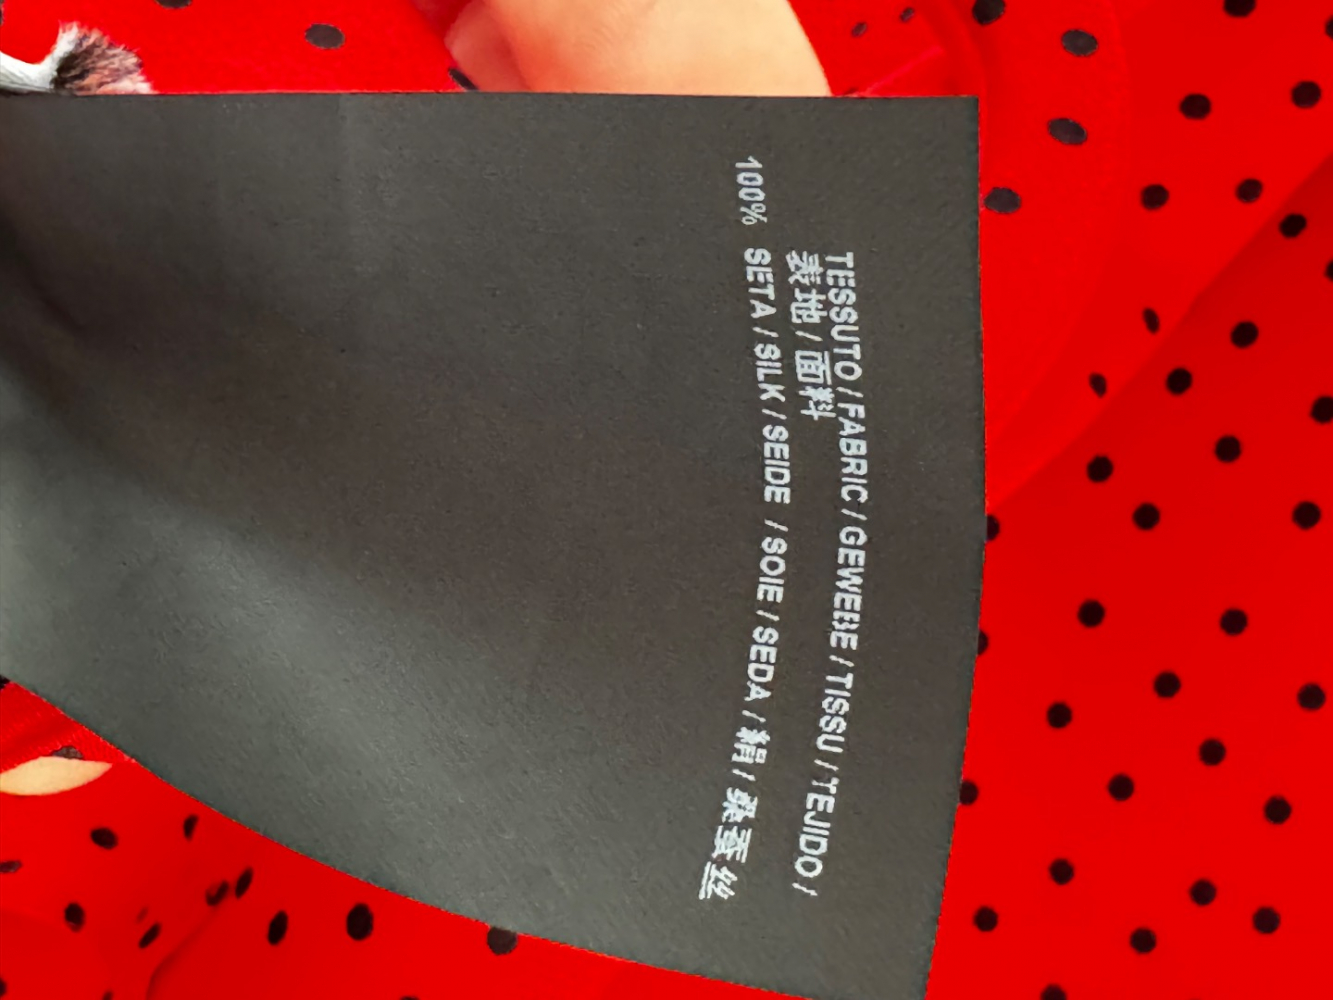 TESSUTO / FABRIC / GEWEBE / TISSU / TEJIDO /
表地 / 面料
100% SETA / SILK / SEIDE / SOIE / SEDA / 絹 / 桑蚕丝